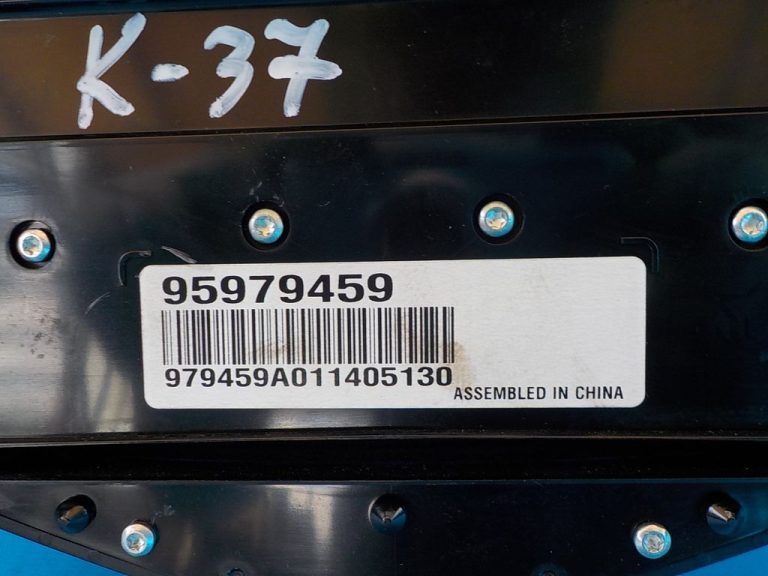 K-37
95979459
979459A011405130
ASSEMBLED IN CHINA